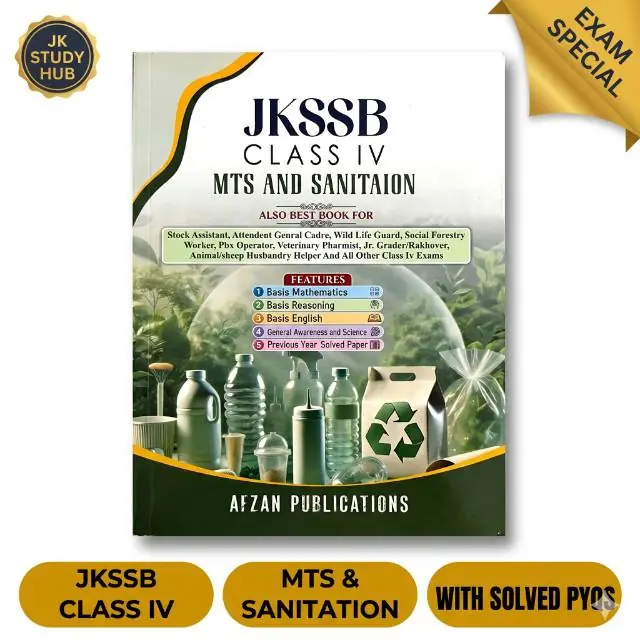 JK
STUDY
HUB
EXAM
SPECIAL
JKSSB
CLASS IV
MTS AND SANITAION
ALSO BEST BOOK FOR
Stock Assistant, Attendent Genral Cadre, Wild Life Guard, Social Forestry
Worker, Pbx Operator, Veterinary Pharmist, Jr. Grader/Rakhover,
Animal/sheep Husbandry Helper And All Other Class Iv Exams
FEATURES
1 Basis Mathematics
2 Basis Reasoning
3 Basis English
4 General Awareness and Science
5 Previous Year Solved Paper
AFZAN PUBLICATIONS
JKSSB
CLASS IV
MTS &
SANITATION
WITH SOLVED PYQS